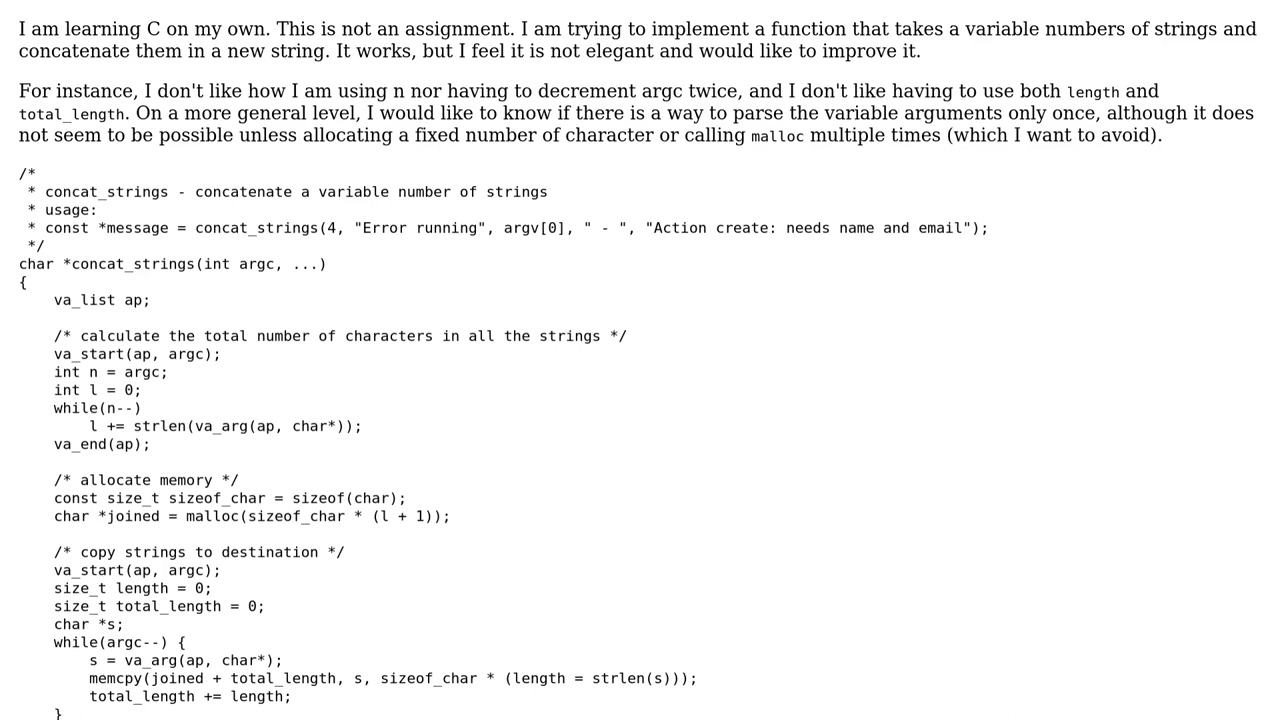 I am learning C on my own. This is not an assignment. I am trying to implement a function that takes a variable numbers of strings and
concatenate them in a new string. It works, but I feel it is not elegant and would like to improve it.
For instance, I don't like how I am using n nor having to decrement argc twice, and I don't like having to use both length and
total_length. On a more general level, I would like to know if there is a way to parse the variable arguments only once, although it does
not seem to be possible unless allocating a fixed number of character or calling malloc multiple times (which I want to avoid).
/*
 * concat_strings - concatenate a variable number of strings
 * usage:
 * const *message = concat_strings(4, "Error running", argv[0], " - ", "Action create: needs name and email");
 */
char *concat_strings(int argc, ...)
{
    va_list ap;
    /* calculate the total number of characters in all the strings */
    va_start(ap, argc);
    int n = argc;
    int l = 0;
    while(n--)
        l += strlen(va_arg(ap, char*));
    va_end(ap);
    /* allocate memory */
    const size_t sizeof_char = sizeof(char);
    char *joined = malloc(sizeof_char * (l + 1));
    /* copy strings to destination */
    va_start(ap, argc);
    size_t length = 0;
    size_t total_length = 0;
    char *s;
    while(argc--) {
        s = va_arg(ap, char*);
        memcpy(joined + total_length, s, sizeof_char * (length = strlen(s)));
        total_length += length;
    }